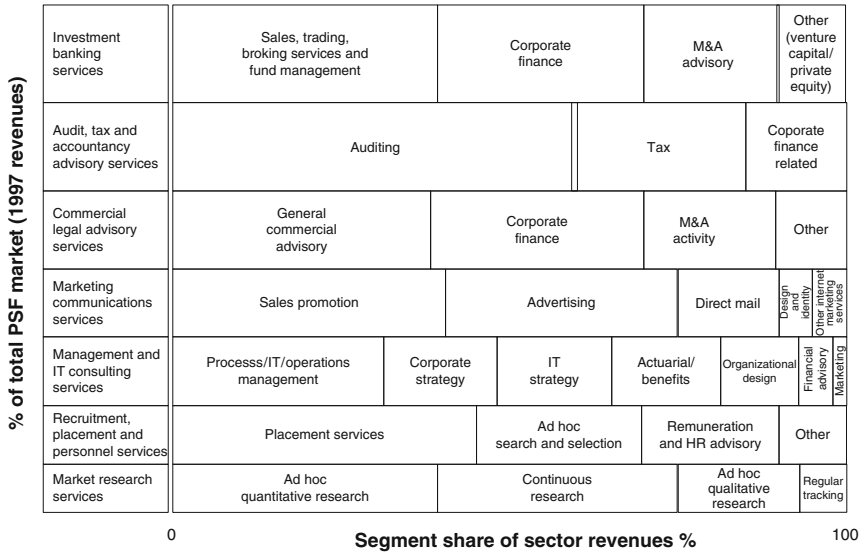 % of total PSF market (1997 revenues)
Investment
banking
services
Sales, trading,
broking services and
fund management
Corporate
finance
M&A
advisory
Other
(venture
capital/
private
equity)
Audit, tax and
accountancy
advisory services
Auditing
Tax
Coporate
finance
related
Commercial
legal advisory
services
General
commercial
advisory
Corporate
finance
M&A
activity
Other
Marketing
communications
services
Sales promotion
Advertising
Direct mail
Design
and
identity
Other internet
marketing
services
Management and
IT consulting
services
Processs/IT/operations
management
Corporate
strategy
IT
strategy
Actuarial/
benefits
Organizational
design
Financial
advisory
Marketing
Recruitment,
placement and
personnel services
Placement services
Ad hoc
search and selection
Remuneration
and HR advisory
Other
Market research
services
Ad hoc
quantitative research
Continuous
research
Ad hoc
qualitative
research
Regular
tracking
0
Segment share of sector revenues %
100